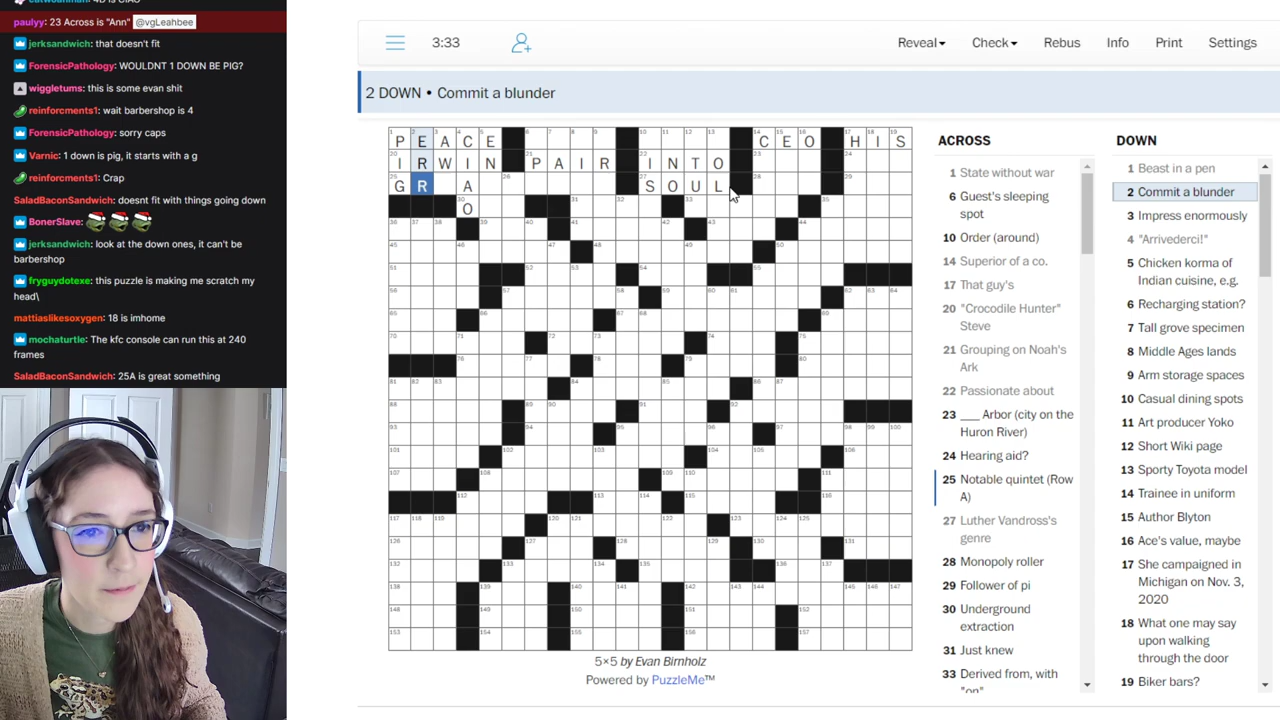 paulyy: 23 Across is "Ann" @vgLeahbee
jerksandwich: that doesn't fit
ForensicPathology: WOULDNT 1 DOWN BE PIG?
wiggletums: this is some evan shit
reinforcments1: wait barbershop is 4
ForensicPathology: sorry caps
Varnic: 1 down is pig, it starts with a g
reinforcments1: Crap
SaladBaconSandwich: doesnt fit with things going down
BonerSlave:
jerksandwich: look at the down ones, it can't be
barbershop
fryguydotexe: this puzzle is making me scratch my
head\
mattiaslikesoxygen: 18 is imhome
mochaturtle: The kfc console can run this at 240
frames
SaladBaconSandwich: 25A is great something
3:33
Reveal
Check
Rebus
Info
Print
Settings
2 DOWN • Commit a blunder
P E A C E C E O H I S
I R W I N P A I R I N T O
G R A S O U L
O
5×5 by Evan Birnholz
Powered by PuzzleMe™
ACROSS
1 State without war
6 Guest's sleeping
spot
10 Order (around)
14 Superior of a co.
17 That guy's
20 "Crocodile Hunter"
Steve
21 Grouping on Noah's
Ark
22 Passionate about
23 ___ Arbor (city on the
Huron River)
24 Hearing aid?
25 Notable quintet (Row
A)
27 Luther Vandross's
genre
28 Monopoly roller
29 Follower of pi
30 Underground
extraction
31 Just knew
33 Derived from, with
"on"
DOWN
1 Beast in a pen
2 Commit a blunder
3 Impress enormously
4 "Arrivederci!"
5 Chicken korma of
Indian cuisine, e.g.
6 Recharging station?
7 Tall grove specimen
8 Middle Ages lands
9 Arm storage spaces
10 Casual dining spots
11 Art producer Yoko
12 Short Wiki page
13 Sporty Toyota model
14 Trainee in uniform
15 Author Blyton
16 Ace's value, maybe
17 She campaigned in
Michigan on Nov. 3,
2020
18 What one may say
upon walking
through the door
19 Biker bars?